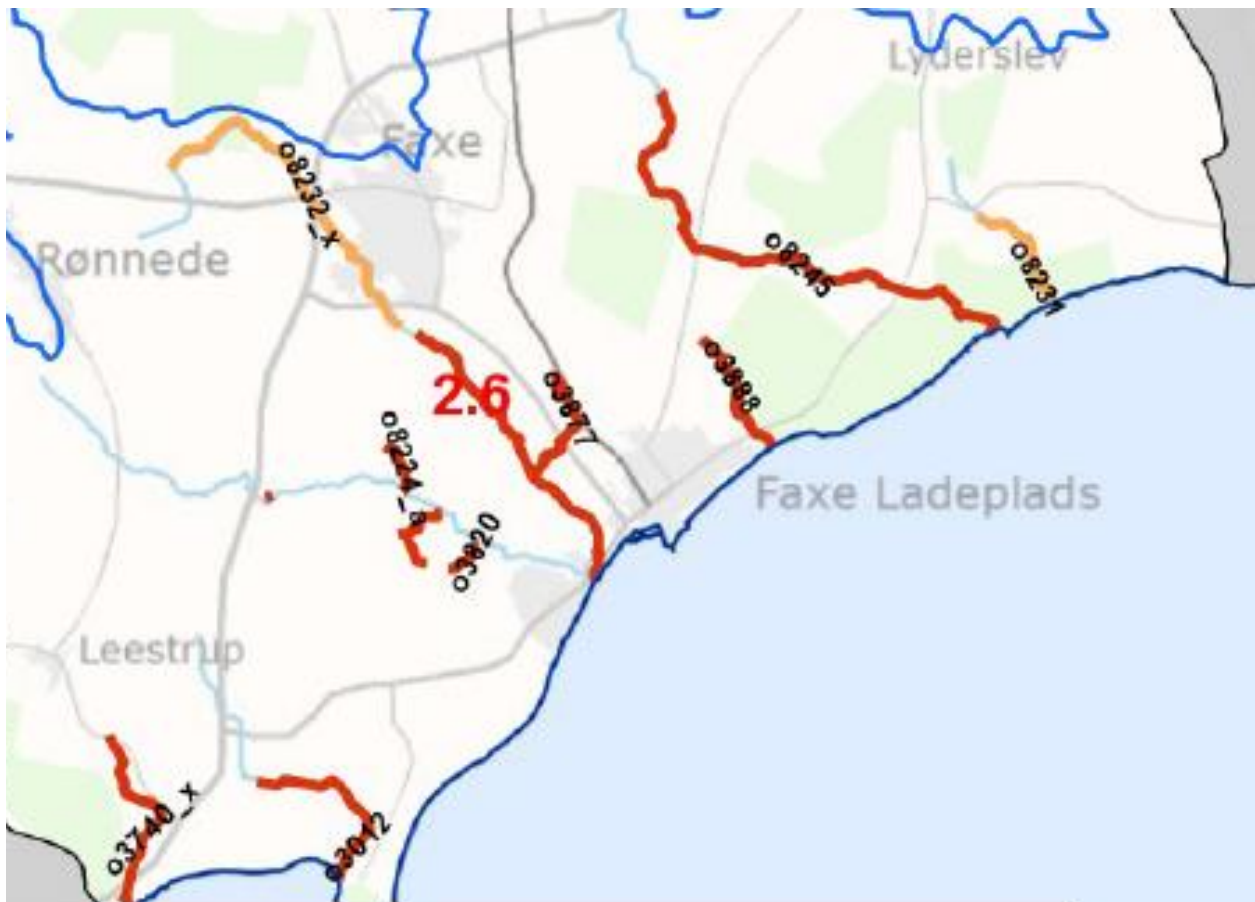 Lyderslev
Faxe
o8232_x
Rønnede
o8245
o8231
2.6
o3877
o3888
o8224_a
Faxe Ladeplads
o3820
Leestrup
o3740_x
o3012